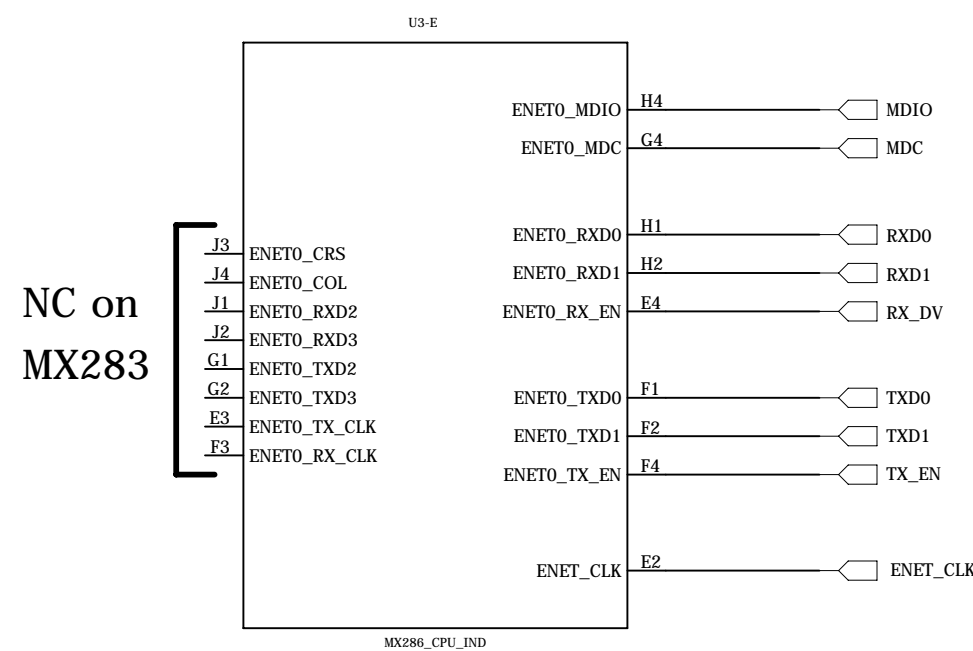 U3-E
ENET0_MDIO H4 MDIO
ENET0_MDC G4 MDC
ENET0_RXD0 H1 RXD0
ENET0_RXD1 H2 RXD1
ENET0_RX_EN E4 RX_DV
ENET0_TXD0 F1 TXD0
ENET0_TXD1 F2 TXD1
ENET0_TX_EN F4 TX_EN
ENET_CLK E2 ENET_CLK
NC on
MX283
J3 ENET0_CRS
J4 ENET0_COL
J1 ENET0_RXD2
J2 ENET0_RXD3
G1 ENET0_TXD2
G2 ENET0_TXD3
E3 ENET0_TX_CLK
F3 ENET0_RX_CLK
MX286_CPU_IND